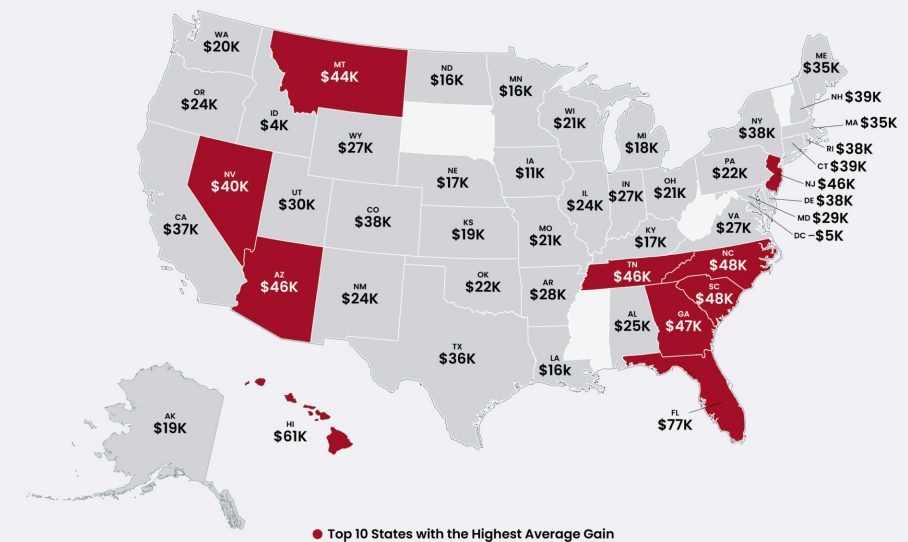 WA
$20K
MT
$44K
ND
$16K
MN
$16K
ME
$35K
OR
$24K
ID
$4K
WI
$21K
MI
$18K
NY
$38K
NH $39K
MA $35K
RI $38K
CT $39K
NJ $46K
DE $38K
MD $29K
DC –$5K
WY
$27K
NV
$40K
UT
$30K
CO
$38K
NE
$17K
IA
$11K
IL
$24K
IN
$27K
OH
$21K
PA
$22K
VA
$27K
CA
$37K
KS
$19K
MO
$21K
KY
$17K
AZ
$46K
NM
$24K
OK
$22K
AR
$28K
TN
$46K
NC
$48K
SC
$48K
GA
$47K
AL
$25K
TX
$36K
LA
$16k
FL
$77K
AK
$19K
HI
$61K
Top 10 States with the Highest Average Gain